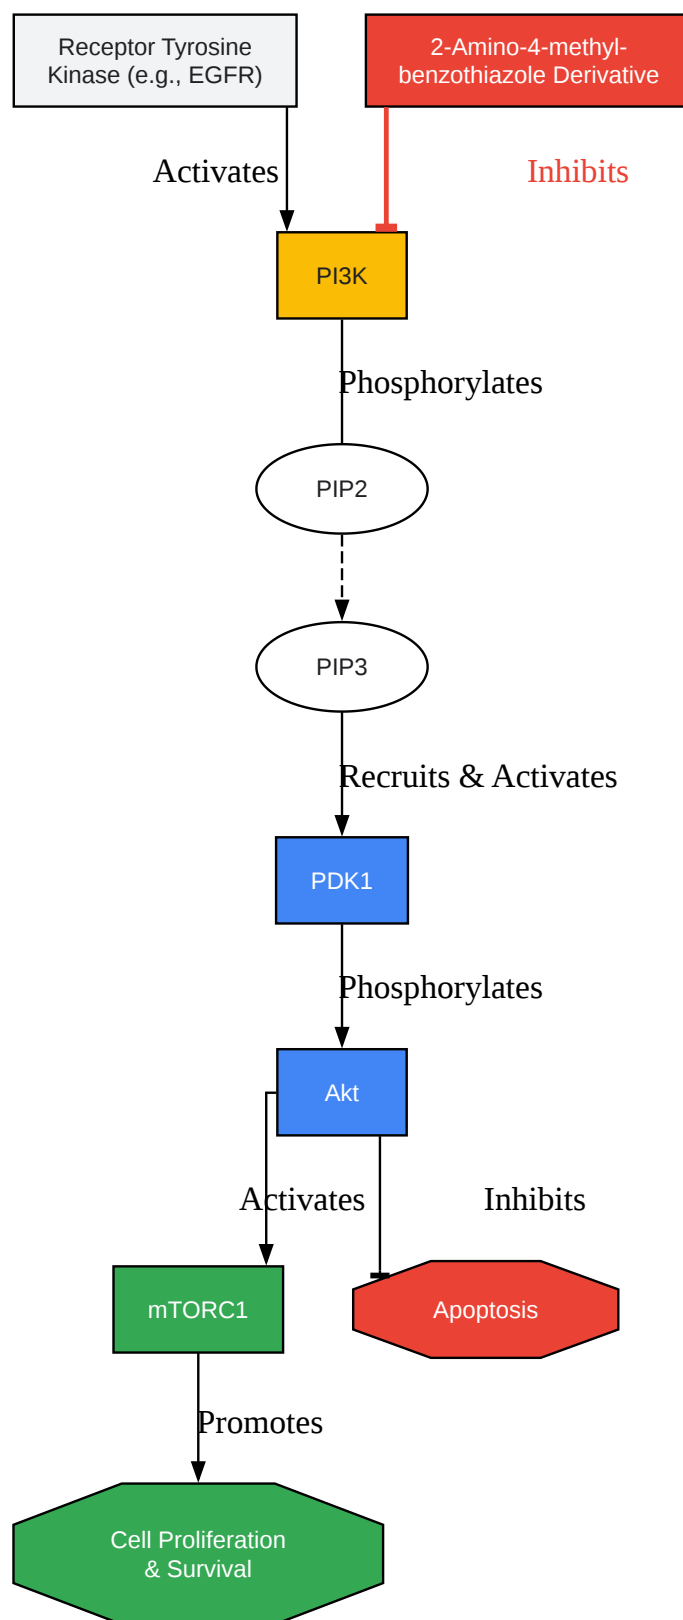 Receptor Tyrosine
Kinase (e.g., EGFR)
2-Amino-4-methyl-
benzothiazole Derivative
Activates
Inhibits
PI3K
Phosphorylates
PIP2
PIP3
Recruits & Activates
PDK1
Phosphorylates
Akt
Activates
Inhibits
mTORC1
Apoptosis
Promotes
Cell Proliferation
& Survival